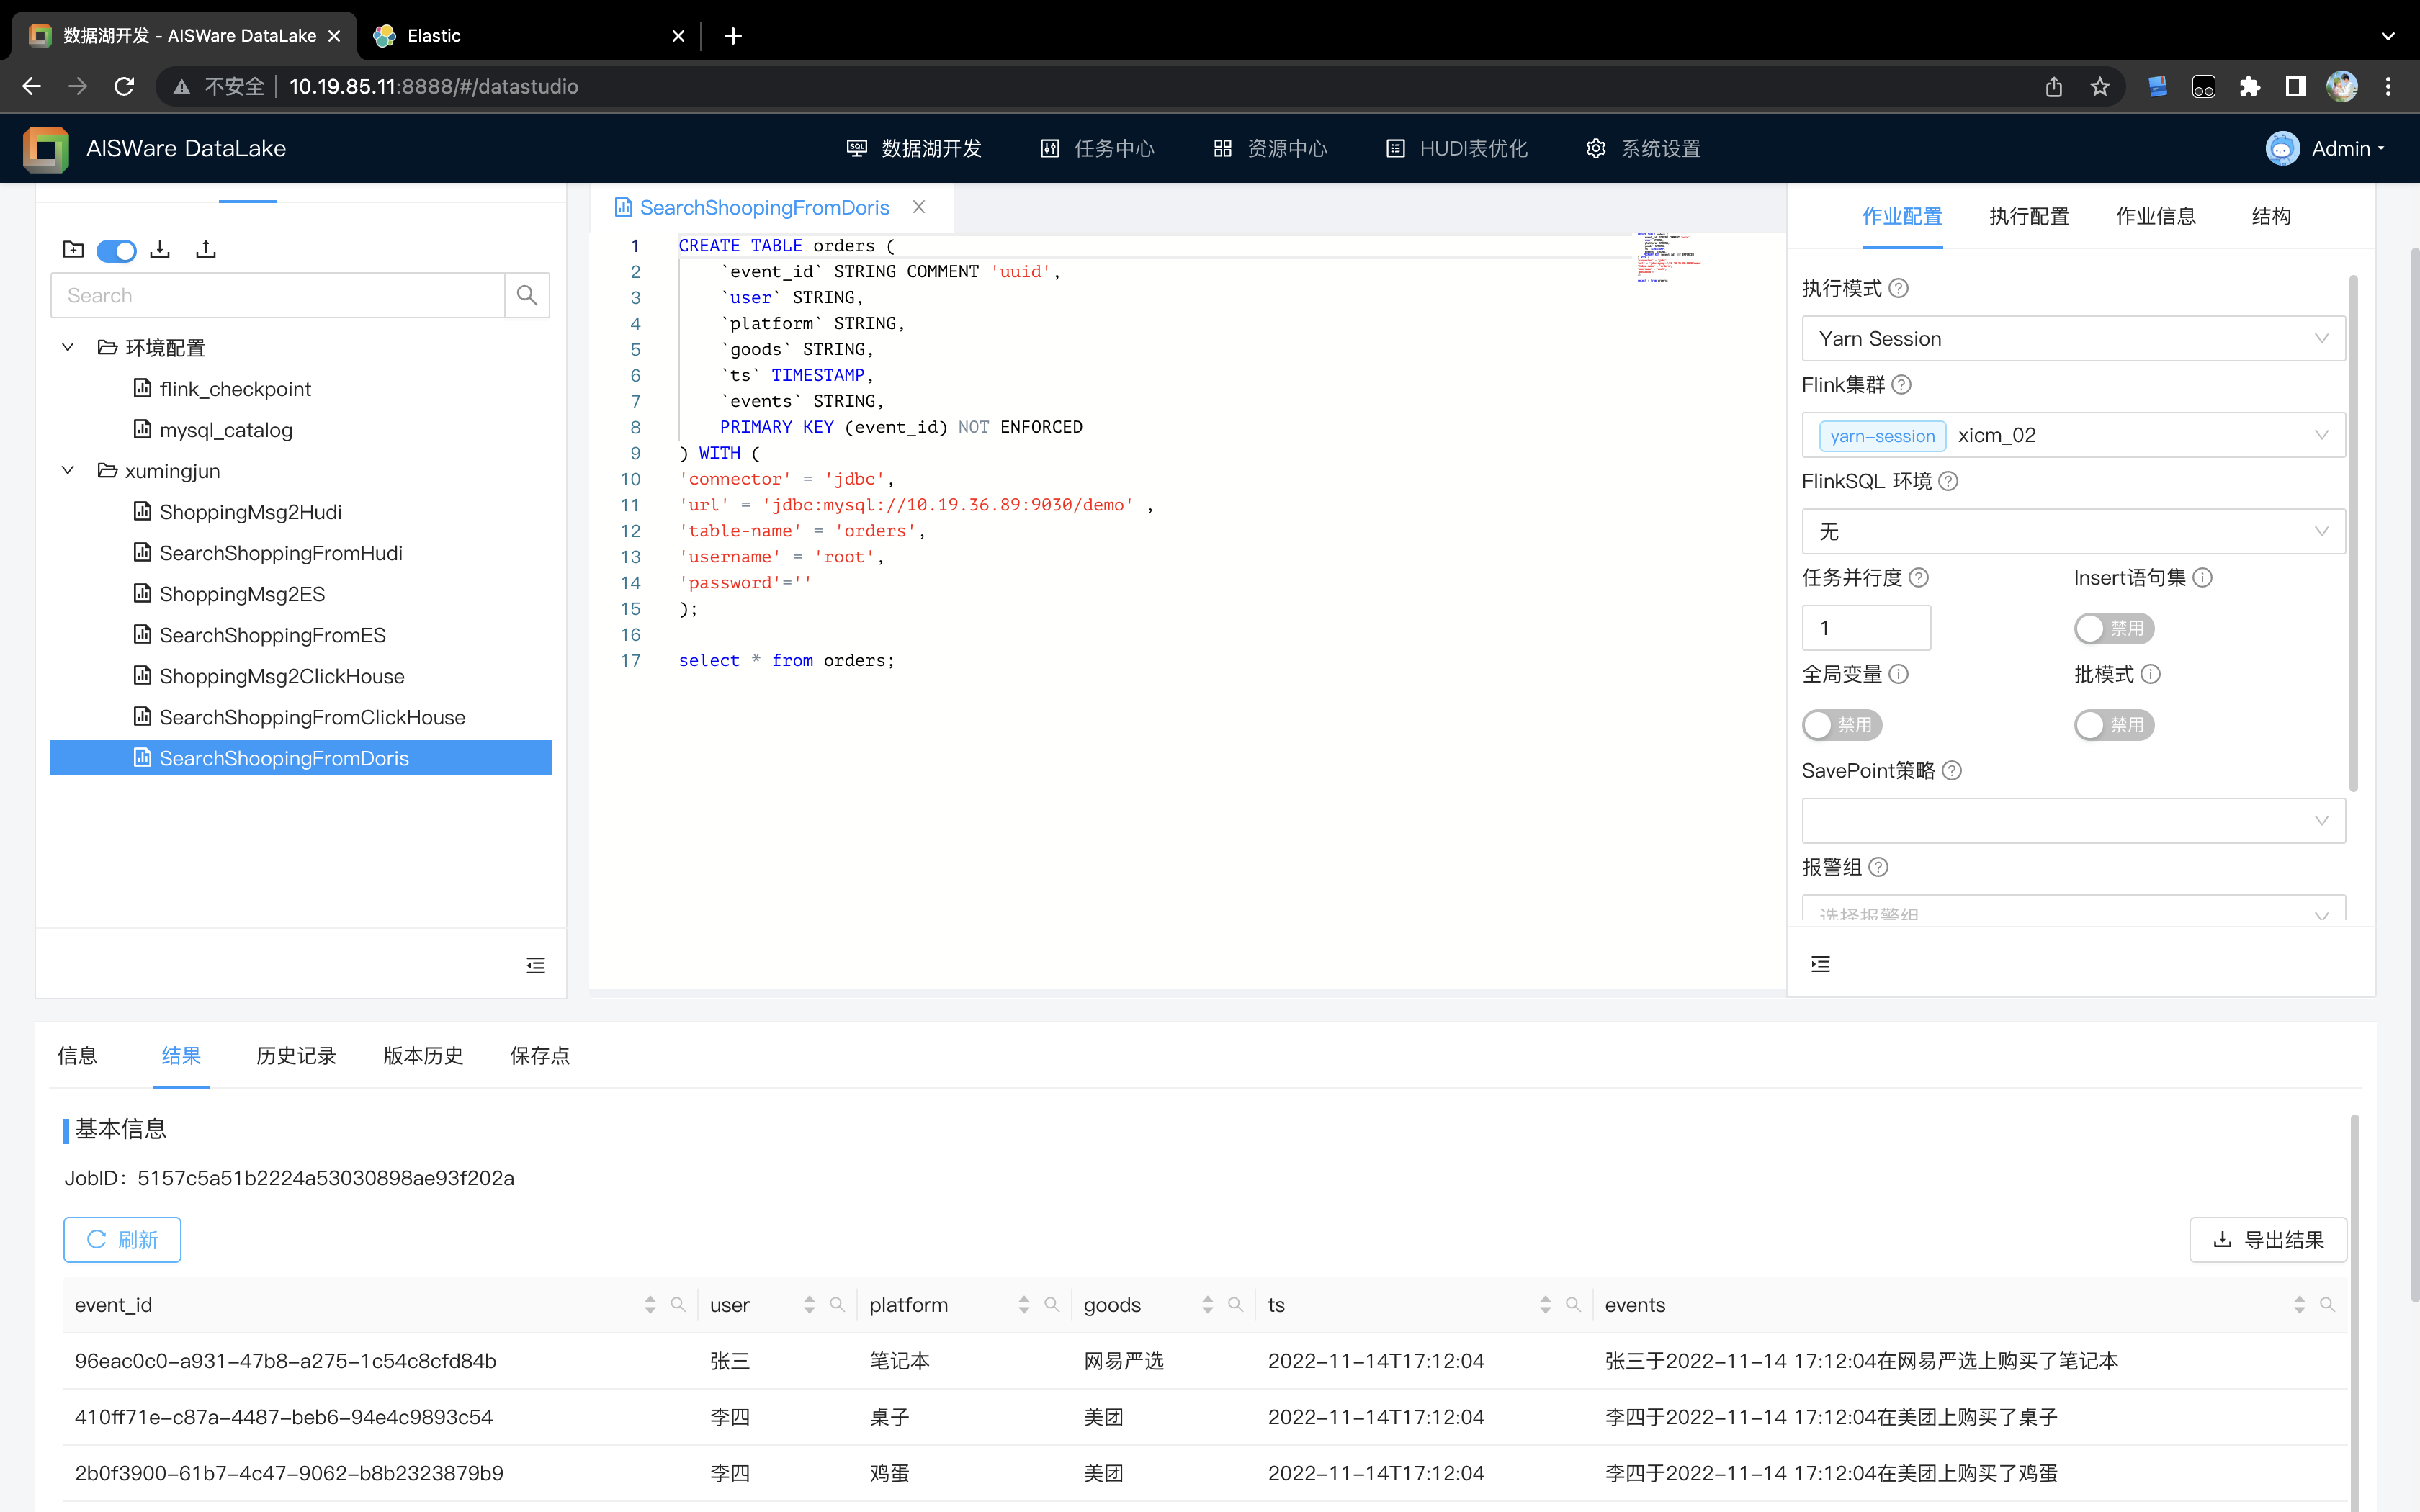 数据湖开发 - AISWare DataLake
Elastic
不安全 10.19.85.11:8888/#/datastudio
AISWare DataLake
数据湖开发
任务中心
资源中心
HUDI表优化
系统设置
Admin
Search
环境配置
flink_checkpoint
mysql_catalog
xumingjun
ShoppingMsg2Hudi
SearchShoppingFromHudi
ShoppingMsg2ES
SearchShoppingFromES
ShoppingMsg2ClickHouse
SearchShoppingFromClickHouse
SearchShoopingFromDoris
SearchShoopingFromDoris
1 CREATE TABLE orders (
2 `event_id` STRING COMMENT 'uuid',
3 `user` STRING,
4 `platform` STRING,
5 `goods` STRING,
6 `ts` TIMESTAMP,
7 `events` STRING,
8 PRIMARY KEY (event_id) NOT ENFORCED
9 ) WITH (
10 'connector' = 'jdbc',
11 'url' = 'jdbc:mysql://10.19.36.89:9030/demo' ,
12 'table-name' = 'orders',
13 'username' = 'root',
14 'password'=''
15 );
16
17 select * from orders;
作业配置 执行配置 作业信息 结构
执行模式
Yarn Session
Flink集群
yarn-session xicm_02
FlinkSQL 环境
无
任务并行度 Insert语句集
1 禁用
全局变量 批模式
禁用 禁用
SavePoint策略
报警组
选择报警组
信息 结果 历史记录 版本历史 保存点
基本信息
JobID: 5157c5a51b2224a53030898ae93f202a
刷新 导出结果
event_id user platform goods ts events
96eac0c0-a931-47b8-a275-1c54c8cfd84b 张三 笔记本 网易严选 2022-11-14T17:12:04 张三于2022-11-14 17:12:04在网易严选上购买了笔记本
410ff71e-c87a-4487-beb6-94e4c9893c54 李四 桌子 美团 2022-11-14T17:12:04 李四于2022-11-14 17:12:04在美团上购买了桌子
2b0f3900-61b7-4c47-9062-b8b2323879b9 李四 鸡蛋 美团 2022-11-14T17:12:04 李四于2022-11-14 17:12:04在美团上购买了鸡蛋